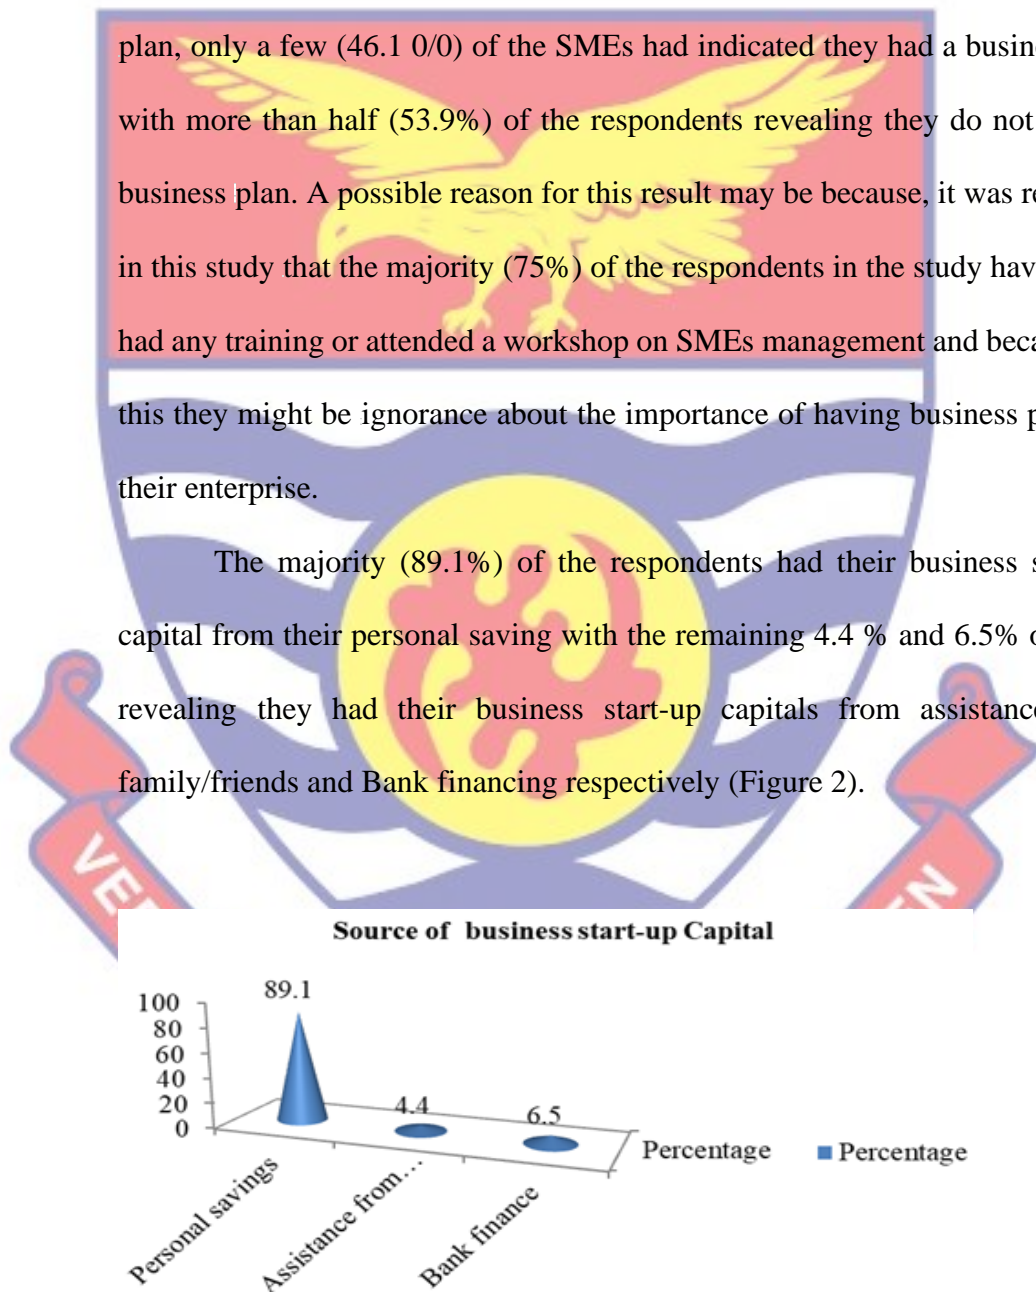 plan, only a few (46.1 0/0) of the SMEs had indicated they had a busin
with more than half (53.9%) of the respondents revealing they do not
business plan. A possible reason for this result may be because, it was re
in this study that the majority (75%) of the respondents in the study hav
had any training or attended a workshop on SMEs management and beca
this they might be ignorance about the importance of having business p
their enterprise.
The majority (89.1%) of the respondents had their business s
capital from their personal saving with the remaining 4.4 % and 6.5% o
revealing they had their business start-up capitals from assistance
family/friends and Bank financing respectively (Figure 2).
VER
EN
Source of business start-up Capital
89.1
100
80
60
40
20
0
4.4
6.5
Percentage
Percentage
Personal savings
Assistance from…
Bank finance